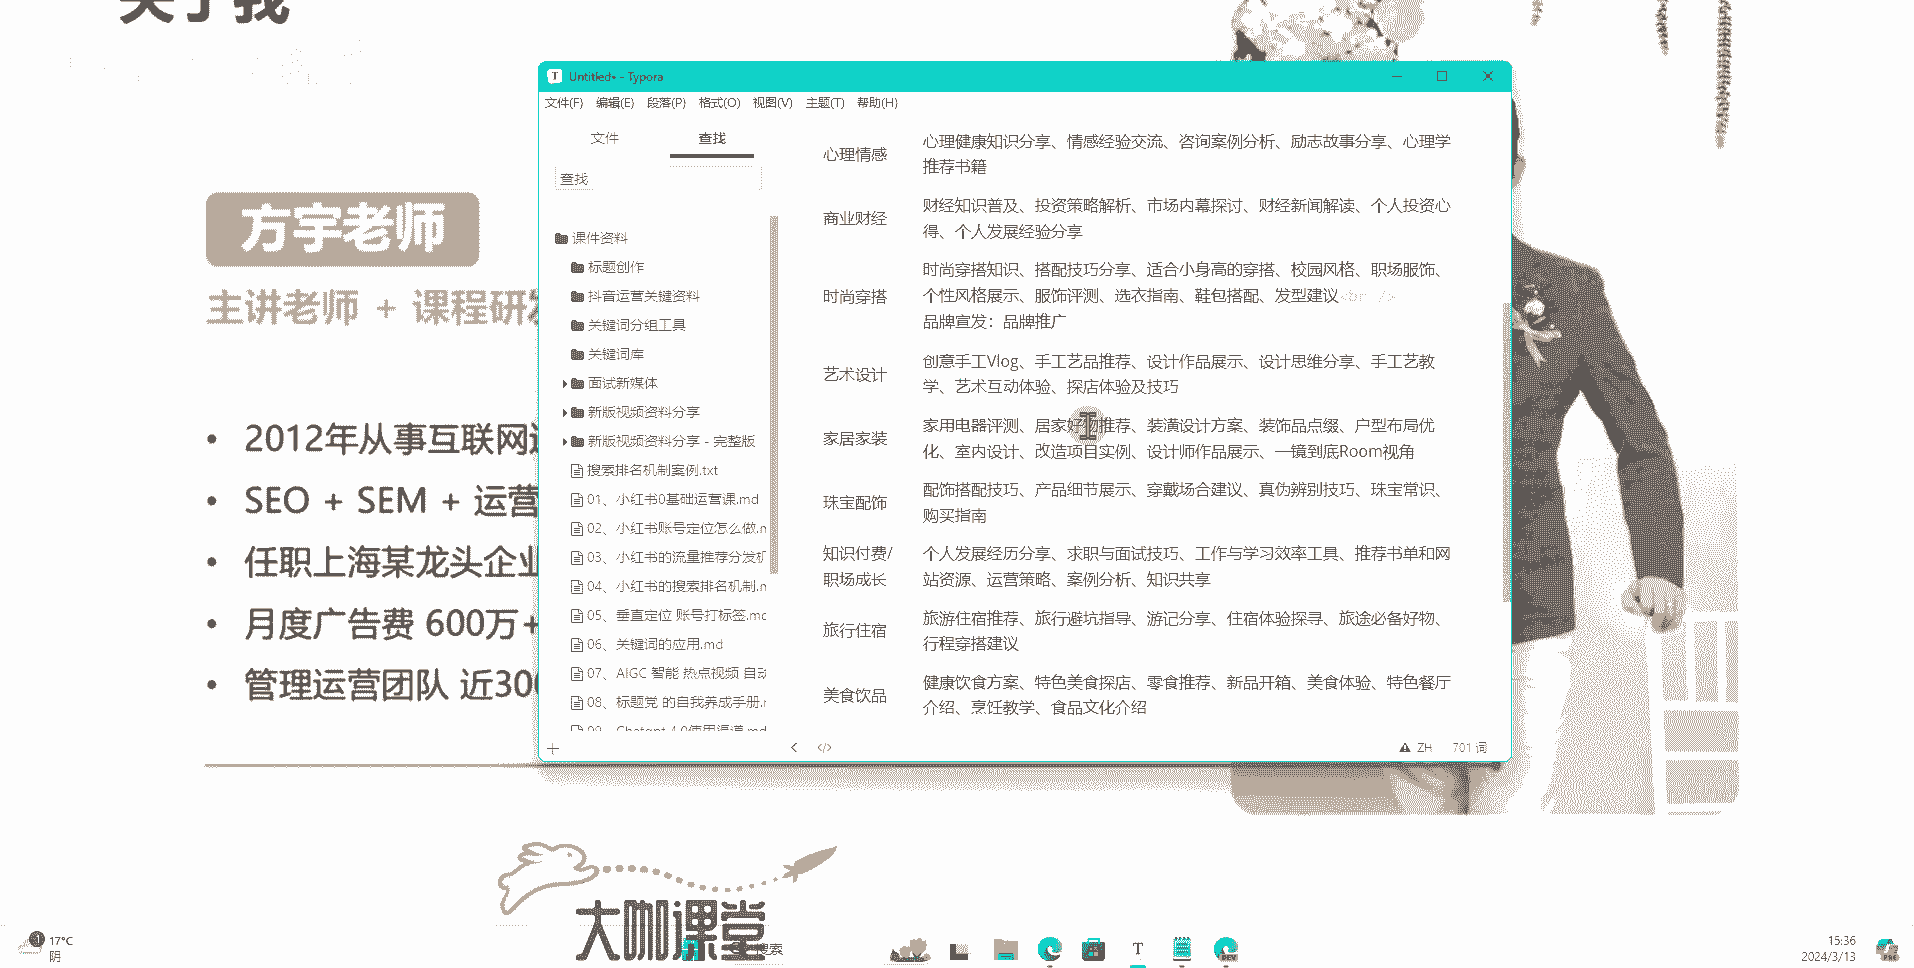 关于我
方宇老师
主讲老师 + 课程研发
2012年从事互联网
SEO + SEM + 运营
任职上海某龙头企业
月度广告费 600万+
管理运营团队 近300
Untitled• - Typora
文件(F) 编辑(E) 段落(P) 格式(O) 视图(V) 主题(T) 帮助(H)
文件 查找
查找
课件资料
标题创作
抖音运营关键资料
关键词分组工具
关键词库
面试新媒体
新版视频资料分享
新版视频资料分享 - 完整版
搜索排名机制案例.txt
01、小红书0基础运营课.md
02、小红书账号定位怎么做.m
03、小红书的流量推荐分发机
04、小红书的搜索排名机制.m
05、垂直定位 账号打标签.md
06、关键词的应用.md
07、AIGC 智能 热点视频 自动
08、标题党 的自我养成手册.m
09、Chatgpt 4.0使用渠道.md
心理情感
心理健康知识分享、情感经验交流、咨询案例分析、励志故事分享、心理学
推荐书籍
商业财经
财经知识普及、投资策略解析、市场内幕探讨、财经新闻解读、个人投资心
得、个人发展经验分享
时尚穿搭
时尚穿搭知识、搭配技巧分享、适合小身高的穿搭、校园风格、职场服饰、
个性风格展示、服饰评测、选衣指南、鞋包搭配、发型建议<br />
品牌宣发：品牌推广
艺术设计
创意手工Vlog、手工艺品推荐、设计作品展示、设计思维分享、手工艺教
学、艺术互动体验、探店体验及技巧
家居家装
家用电器评测、居家好物推荐、装潢设计方案、装饰品点缀、户型布局优
化、室内设计、改造项目实例、设计师作品展示、一镜到底Room视角
珠宝配饰
配饰搭配技巧、产品细节展示、穿戴场合建议、真伪辨别技巧、珠宝常识、
购买指南
知识付费/
职场成长
个人发展经历分享、求职与面试技巧、工作与学习效率工具、推荐书单和网
站资源、运营策略、案例分析、知识共享
旅行住宿
旅游住宿推荐、旅行避坑指导、游记分享、住宿体验探寻、旅途必备好物、
行程穿搭建议
美食饮品
健康饮食方案、特色美食探店、零食推荐、新品开箱、美食体验、特色餐厅
介绍、烹饪教学、食品文化介绍
</> ZH 701 词
大咖课堂
搜索
1 17°C
阴
T
DEV
15:36
2024/3/13
PRE